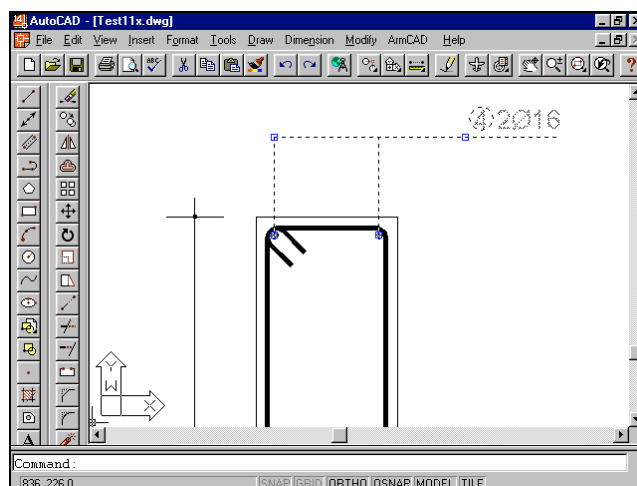 AutoCAD - [Test11x.dwg]
File Edit View Insert Format Tools Draw Dimension Modify ArmCAD Help
ABC
4 2Ø16
Y
W
X
A
Command:
836, 226,0 SNAP GRID ORTHO OSNAP MODEL TILE